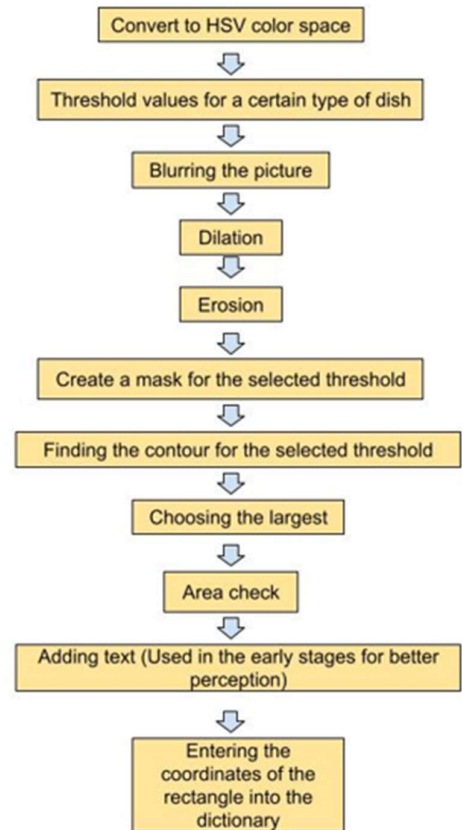 Convert to HSV color space
Threshold values for a certain type of dish
Blurring the picture
Dilation
Erosion
Create a mask for the selected threshold
Finding the contour for the selected threshold
Choosing the largest
Area check
Adding text (Used in the early stages for better
perception)
Entering the
coordinates of the
rectangle into the
dictionary